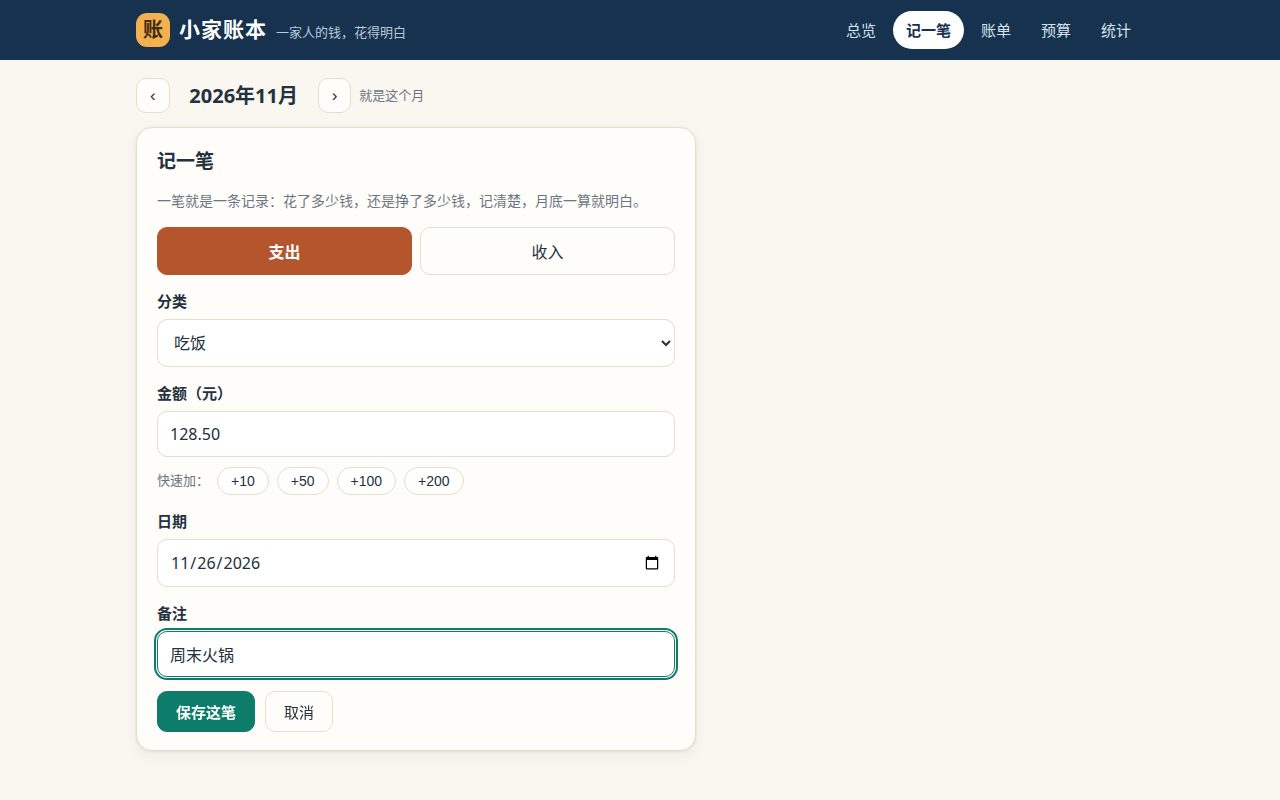 账 小家账本 一家人的钱，花得明白 总览 记一笔 账单 预算 统计
‹ 2026年11月 › 就是这个月
记一笔
一笔就是一条记录：花了多少钱，还是挣了多少钱，记清楚，月底一算就明白。
支出 收入
分类
吃饭
金额（元）
128.50
快速加： +10 +50 +100 +200
日期
11/26/2026
备注
周末火锅
保存这笔 取消